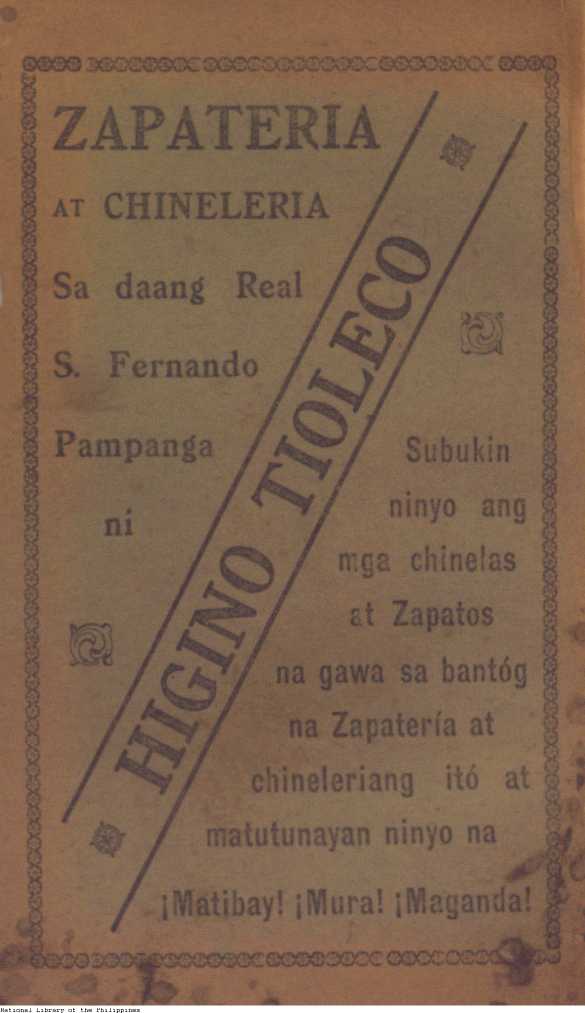 ZAPATERIA
AT CHINELERIA
Sa daang Real
S. Fernando
Pampanga
ni
HIGINO TIOLECO
Subukin
ninyo ang
mga chinelas
at Zapatos
na gawa sa bantóg
na Zapatería at
chineleriang itó at
matutunayan ninyo na
¡Matibay! ¡Mura! ¡Maganda!
National Library of the Philippines